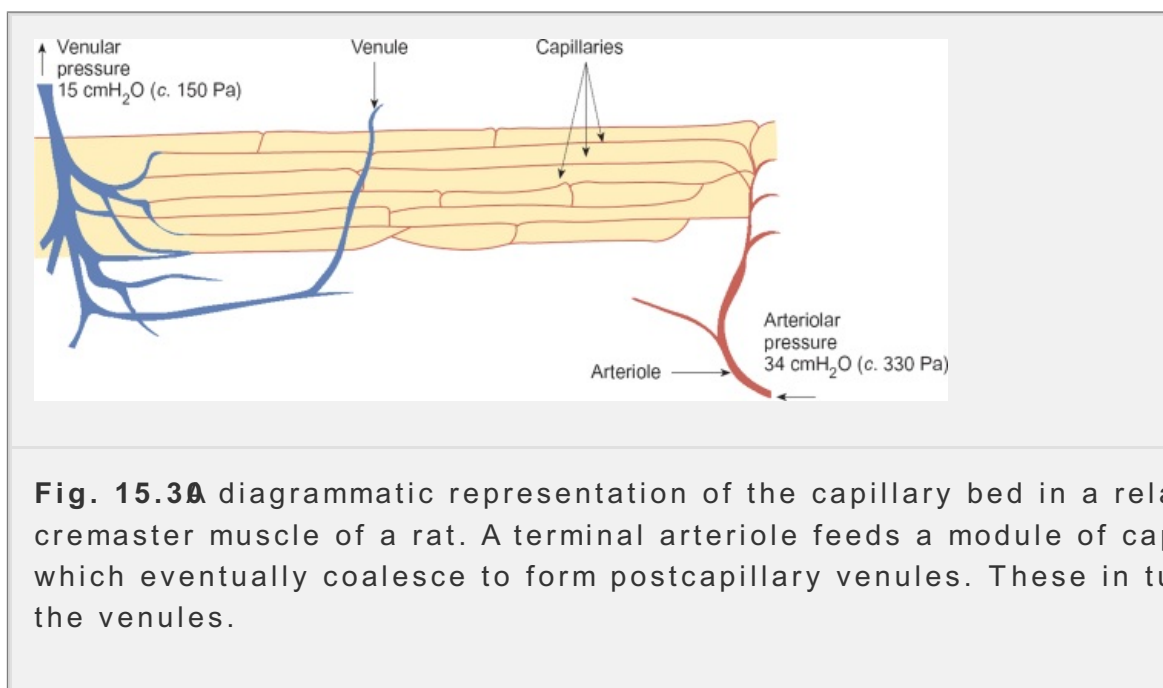 Venular
pressure
15 cmH₂O (c. 150 Pa)
Venule
Capillaries
Arteriolar
pressure
34 cmH₂O (c. 330 Pa)
Arteriole
Fig. 15.30 A diagrammatic representation of the capillary bed in a
cremaster muscle of a rat. A terminal arteriole feeds a module of
which eventually coalesce to form postcapillary venules. These in
the venules.